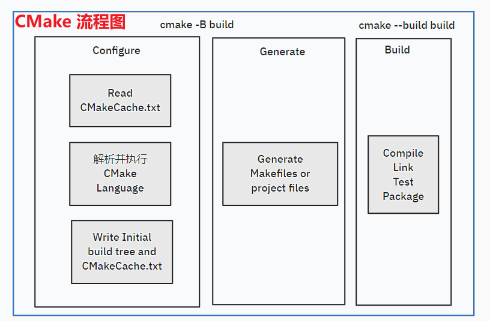 CMake 流程图
cmake -B build
cmake --build build
Configure
Read
CMakeCache.txt
解析并执行
CMake
Language
Write Initial
build tree and
CMakeCache.txt
Generate
Generate
Makefiles or
project files
Build
Compile
Link
Test
Package